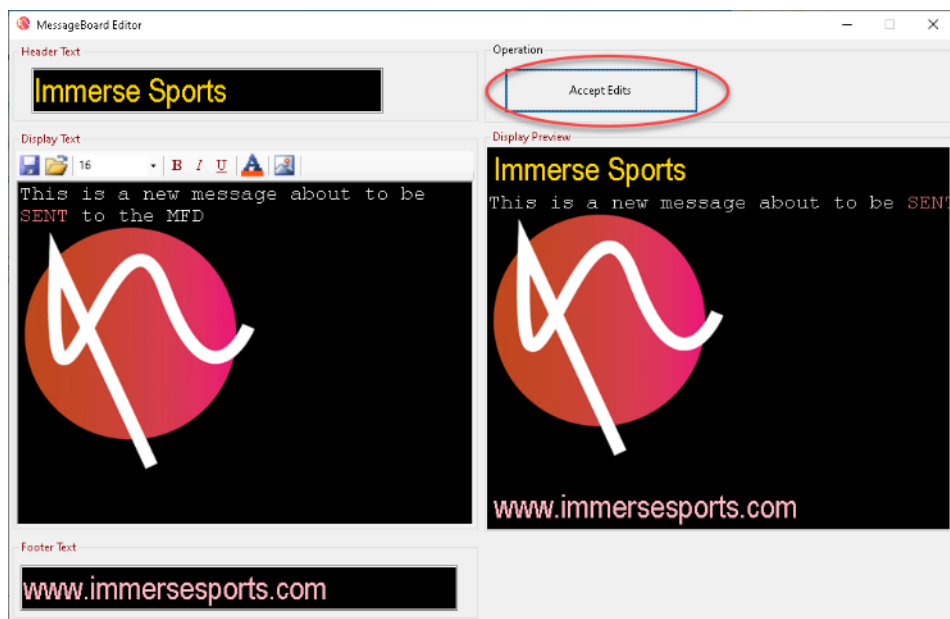 MessageBoard Editor
Header Text
Immerse Sports
Operation
Accept Edits
Display Text
16
B I U A
This is a new message about to be
SENT to the MFD
Display Preview
Immerse Sports
This is a new message about to be SENT
www.immersesports.com
Footer Text
www.immersesports.com